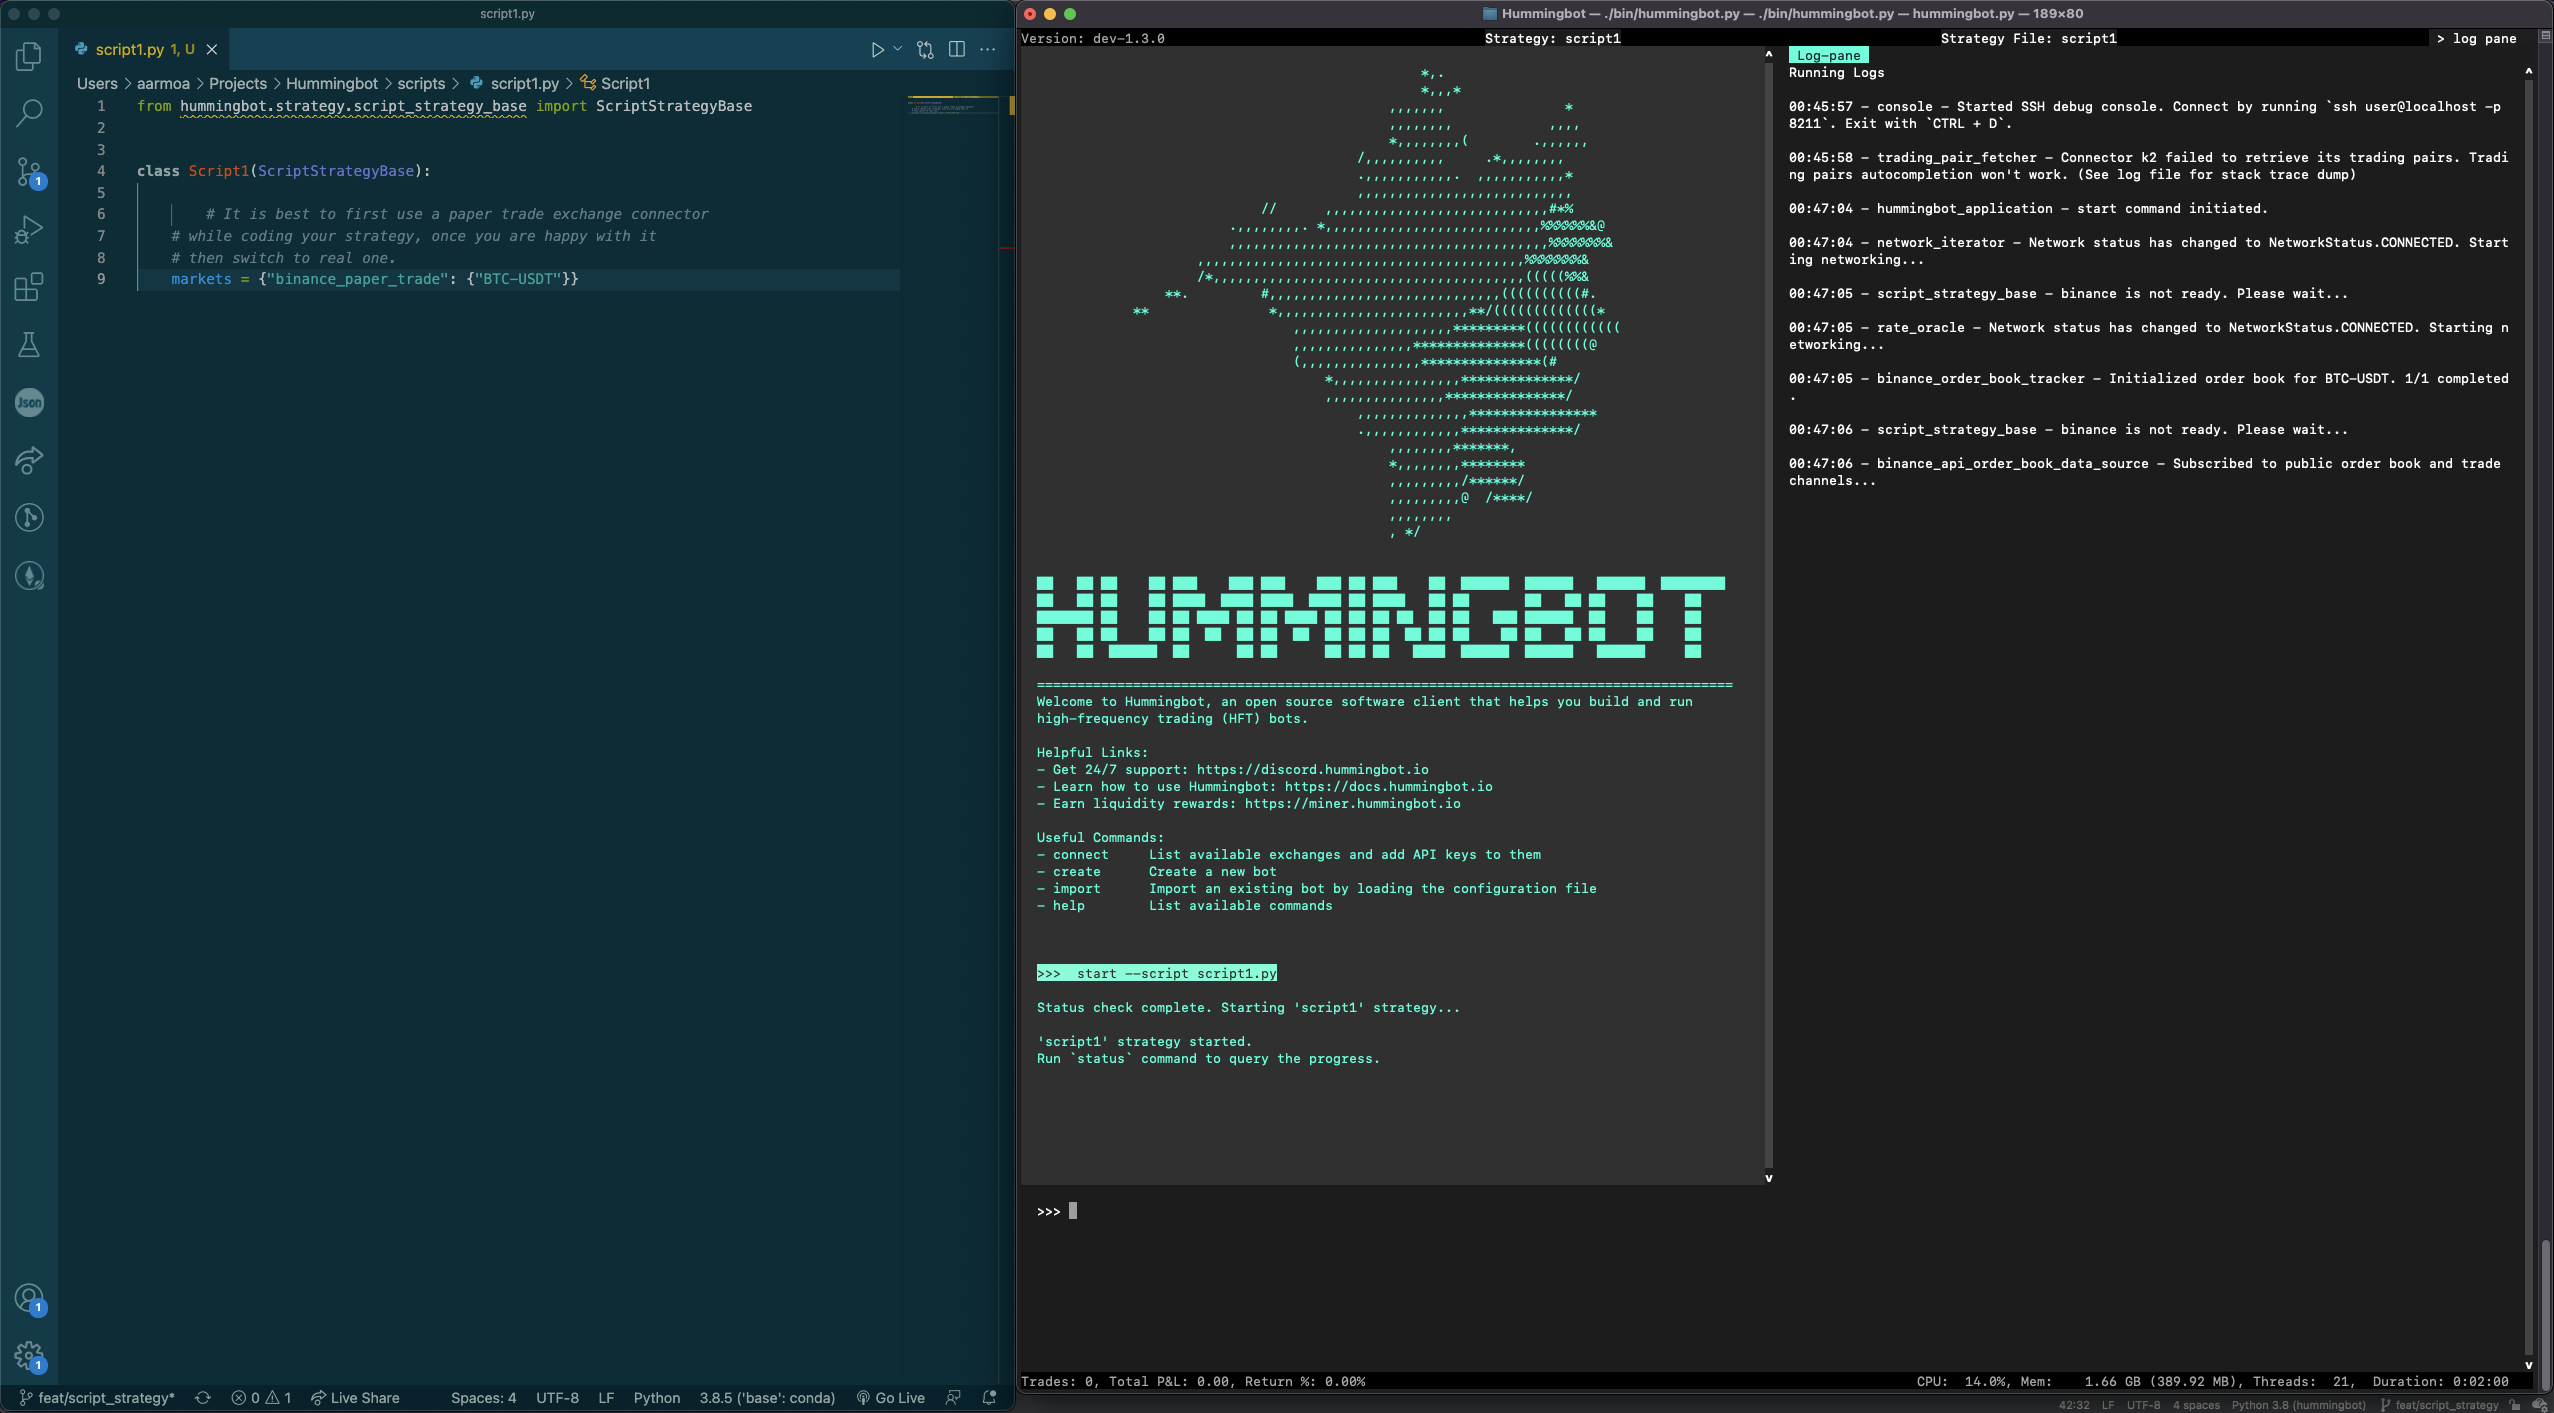 script1.py
script1.py 1, U
Users > aarmoa > Projects > Hummingbot > scripts > script1.py > Script1
1 from hummingbot.strategy.script_strategy_base import ScriptStrategyBase
2
3
4 class Script1(ScriptStrategyBase):
5
6 # It is best to first use a paper trade exchange connector
7 # while coding your strategy, once you are happy with it
8 # then switch to real one.
9 markets = {"binance_paper_trade": {"BTC-USDT"}}
1
Json
1
1
feat/script_strategy* 0 1 Live Share Spaces: 4 UTF-8 LF Python 3.8.5 ('base': conda) Go Live
Hummingbot — ./bin/hummingbot.py — ./bin/hummingbot.py — hummingbot.py — 189×80
Version: dev-1.3.0 Strategy: script1 Strategy File: script1 > log pane
HUMMINGBOT
Welcome to Hummingbot, an open source software client that helps you build and run
high-frequency trading (HFT) bots.
Helpful Links:
- Get 24/7 support: https://discord.hummingbot.io
- Learn how to use Hummingbot: https://docs.hummingbot.io
- Earn liquidity rewards: https://miner.hummingbot.io
Useful Commands:
- connect List available exchanges and add API keys to them
- create Create a new bot
- import Import an existing bot by loading the configuration file
- help List available commands
>>> start --script script1.py
Status check complete. Starting 'script1' strategy...
'script1' strategy started.
Run `status` command to query the progress.
>>>
Log-pane
Running Logs
00:45:57 - console - Started SSH debug console. Connect by running `ssh user@localhost -p
8211`. Exit with `CTRL + D`.
00:45:58 - trading_pair_fetcher - Connector k2 failed to retrieve its trading pairs. Tradi
ng pairs autocompletion won't work. (See log file for stack trace dump)
00:47:04 - hummingbot_application - start command initiated.
00:47:04 - network_iterator - Network status has changed to NetworkStatus.CONNECTED. Start
ing networking...
00:47:05 - script_strategy_base - binance is not ready. Please wait...
00:47:05 - rate_oracle - Network status has changed to NetworkStatus.CONNECTED. Starting n
etworking...
00:47:05 - binance_order_book_tracker - Initialized order book for BTC-USDT. 1/1 completed
.
00:47:06 - script_strategy_base - binance is not ready. Please wait...
00:47:06 - binance_api_order_book_data_source - Subscribed to public order book and trade
channels...
Trades: 0, Total P&L: 0.00, Return %: 0.00% CPU: 14.0%, Mem: 1.66 GB (389.92 MB), Threads: 21, Duration: 0:02:00
42:32 LF UTF-8 4 spaces Python 3.8 (hummingbot) feat/script_strategy